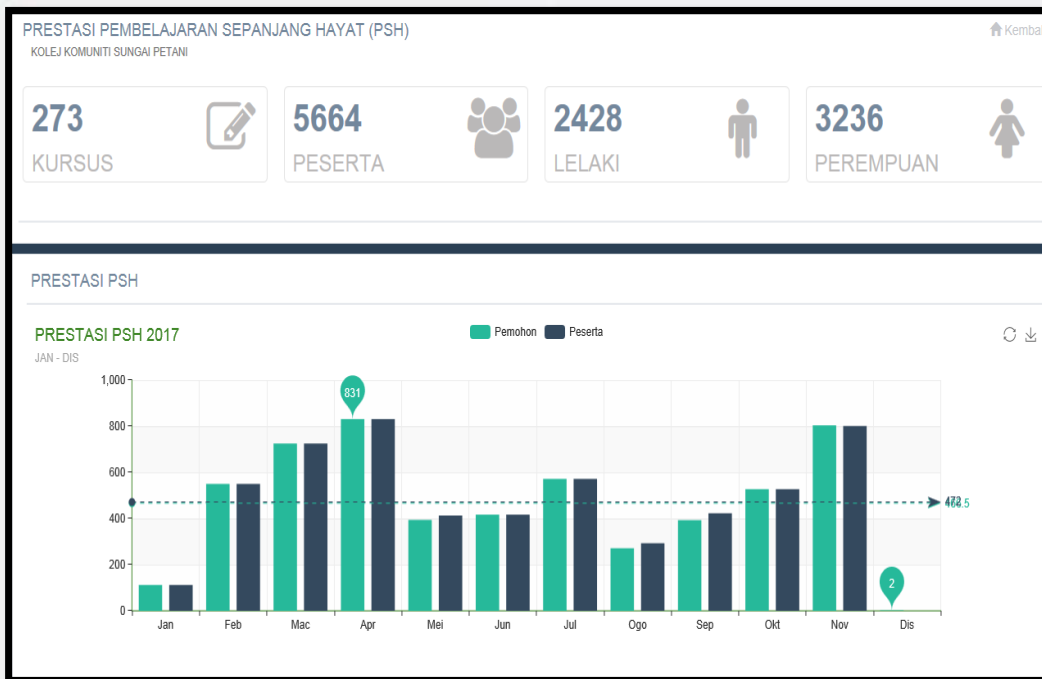 PRESTASI PEMBELAJARAN SEPANJANG HAYAT (PSH)
KOLEJ KOMUNITI SUNGAI PETANI
273
KURSUS
5664
PESERTA
2428
LELAKI
3236
PEREMPUAN
PRESTASI PSH
PRESTASI PSH 2017
JAN - DIS
Pemohon Peserta
1,000
800
600
400
200
0
831
472
2
Jan Feb Mac Apr Mei Jun Jul Ogo Sep Okt Nov Dis